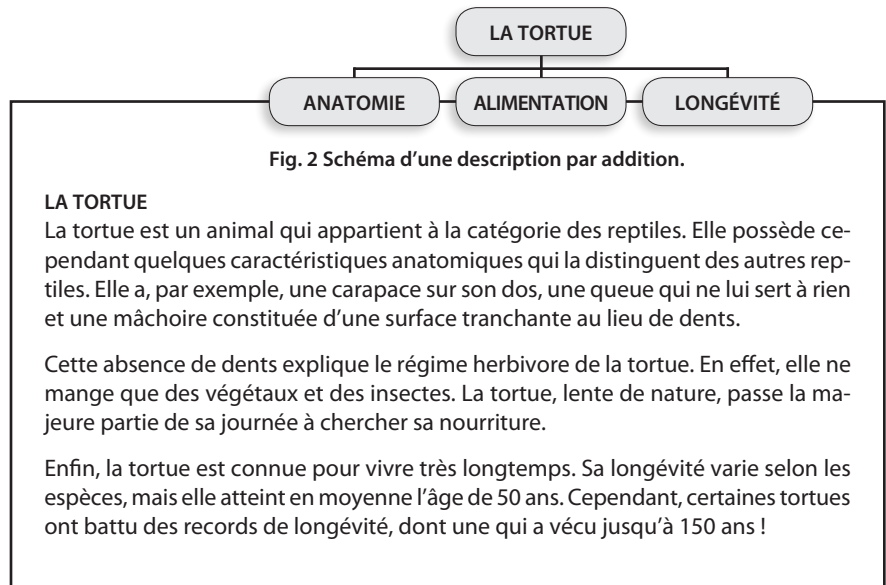 LA TORTUE
ANATOMIE
ALIMENTATION
LONGÉVITÉ
Fig. 2 Schéma d’une description par addition.
LA TORTUE
La tortue est un animal qui appartient à la catégorie des reptiles. Elle possède ce-
pendant quelques caractéristiques anatomiques qui la distinguent des autres rep-
tiles. Elle a, par exemple, une carapace sur son dos, une queue qui ne lui sert à rien
et une mâchoire constituée d’une surface tranchante au lieu de dents.
Cette absence de dents explique le régime herbivore de la tortue. En effet, elle ne
mange que des végétaux et des insectes. La tortue, lente de nature, passe la ma-
jeure partie de sa journée à chercher sa nourriture.
Enfin, la tortue est connue pour vivre très longtemps. Sa longévité varie selon les
espèces, mais elle atteint en moyenne l’âge de 50 ans. Cependant, certaines tortues
ont battu des records de longévité, dont une qui a vécu jusqu’à 150 ans !